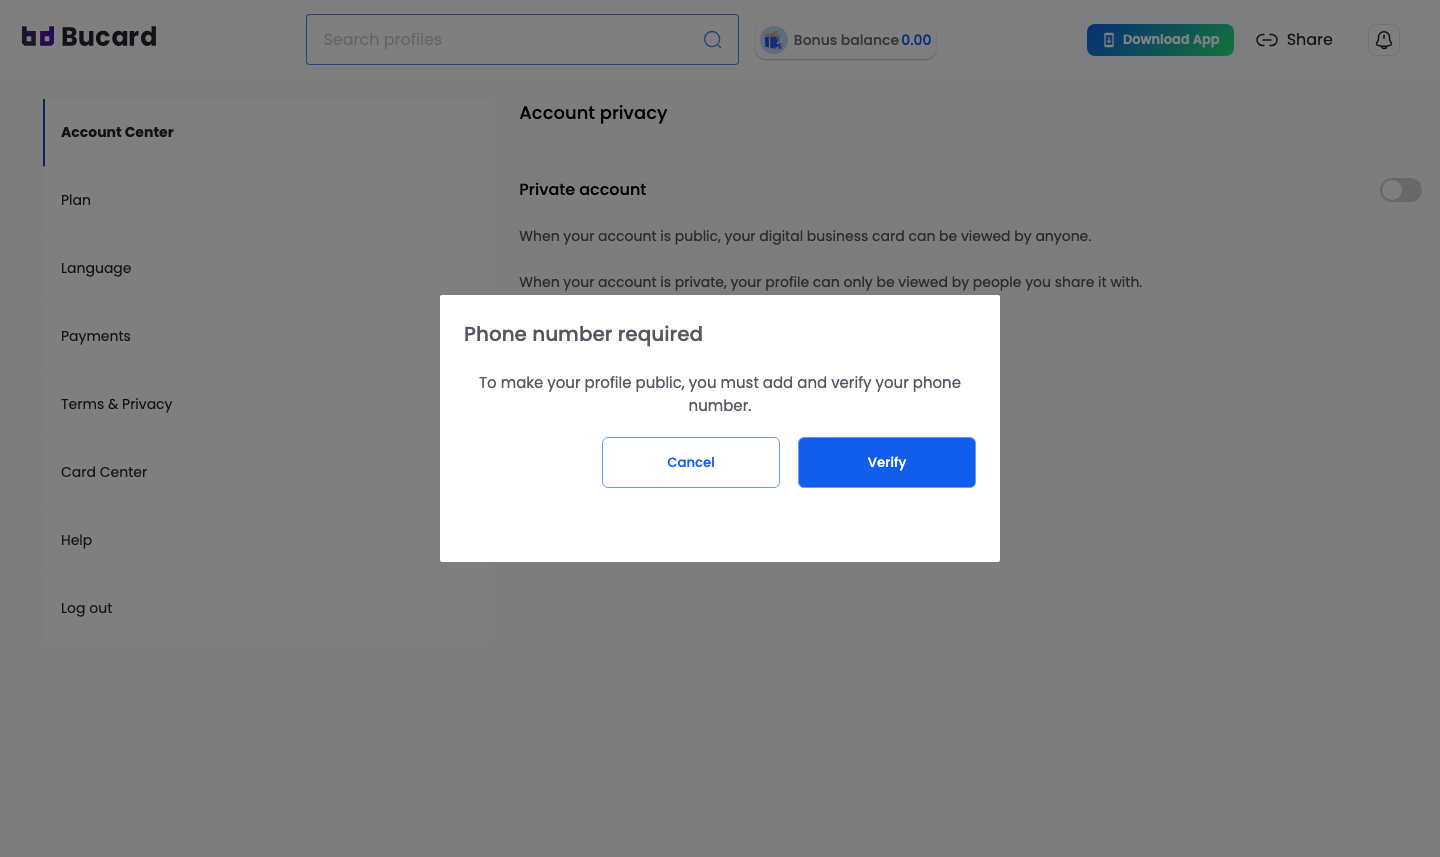 bd Bucard
Search profiles
Bonus balance 0.00
Download App
Share
Account Center
Plan
Language
Payments
Terms & Privacy
Card Center
Help
Log out
Account privacy
Private account
When your account is public, your digital business card can be viewed by anyone.
When your account is private, your profile can only be viewed by people you share it with.
Phone number required
To make your profile public, you must add and verify your phone
number.
Cancel
Verify